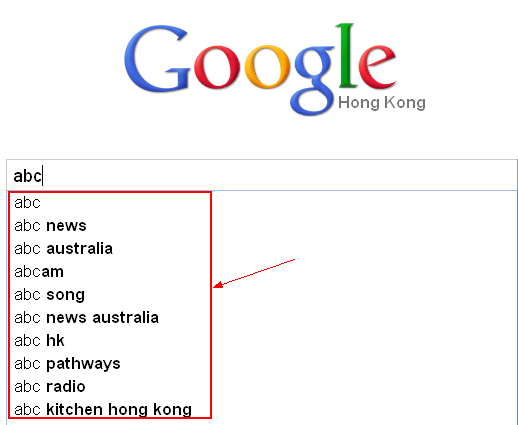 Google
Hong Kong
abc
abc
abc news
abc australia
abcam
abc song
abc news australia
abc hk
abc pathways
abc radio
abc kitchen hong kong